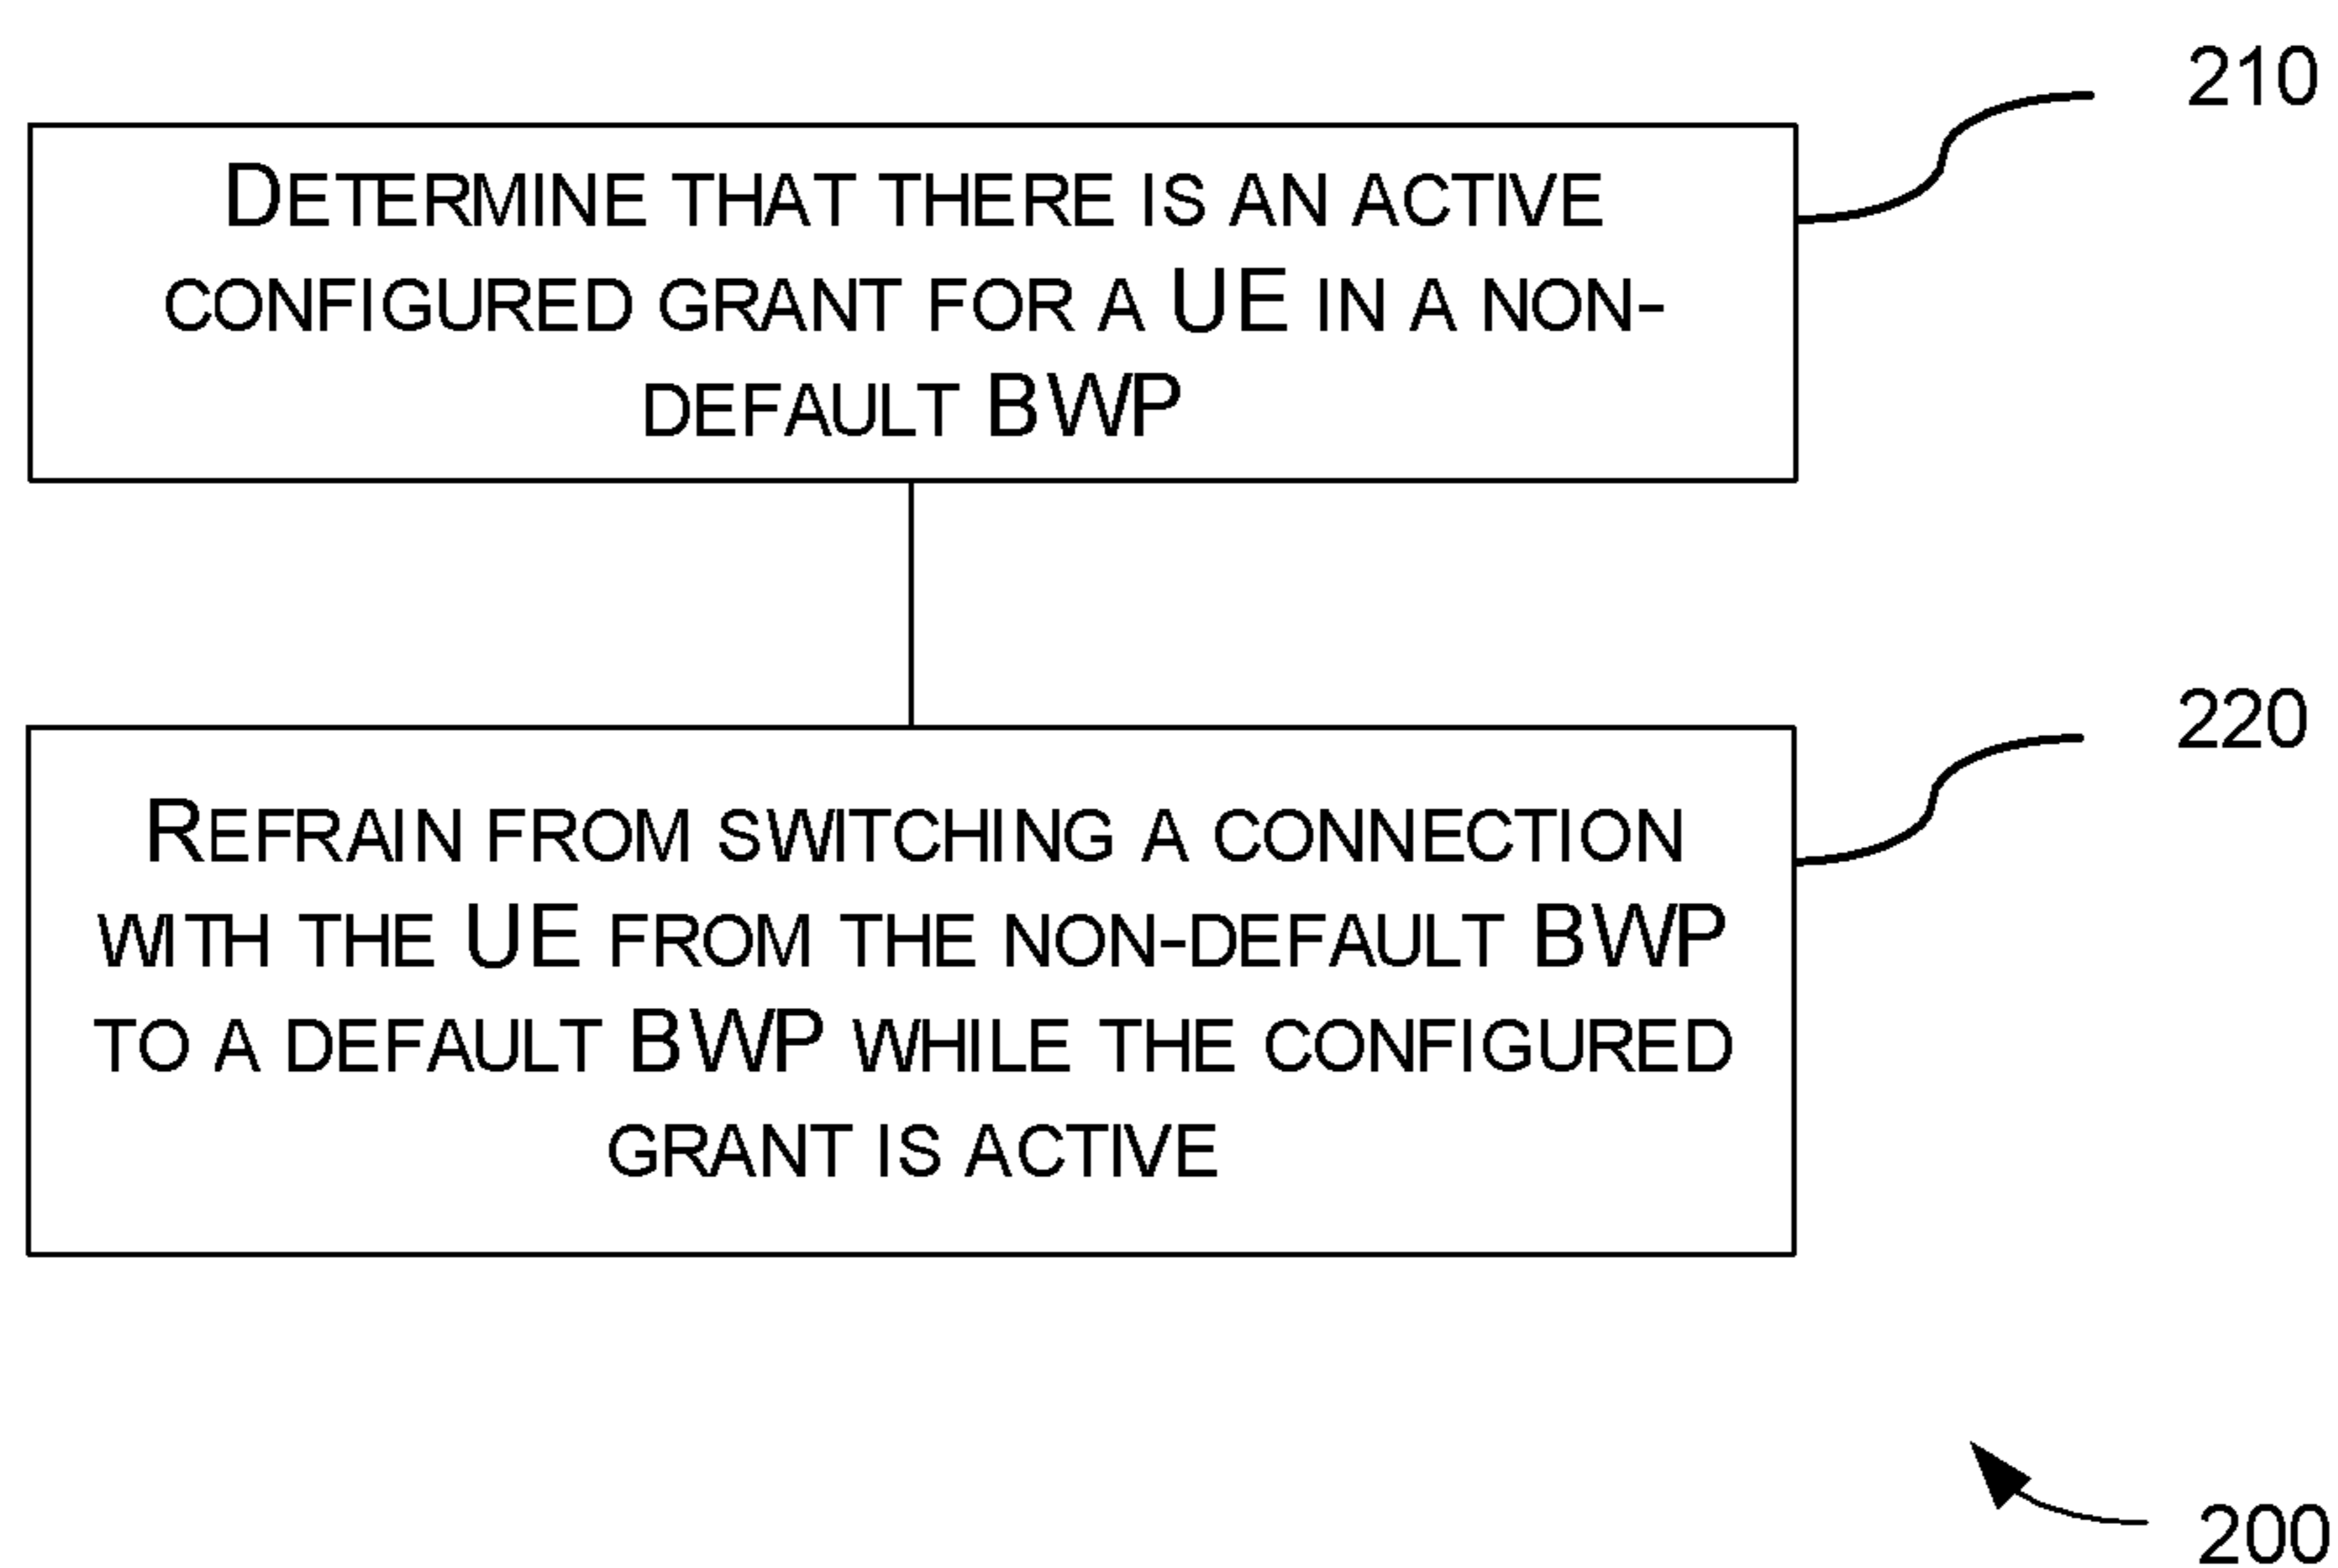 210
DETERMINE THAT THERE IS AN ACTIVE
CONFIGURED GRANT FOR A UE IN A NON-
DEFAULT BWP
220
REFRAIN FROM SWITCHING A CONNECTION
WITH THE UE FROM THE NON-DEFAULT BWP
TO A DEFAULT BWP WHILE THE CONFIGURED
GRANT IS ACTIVE
200